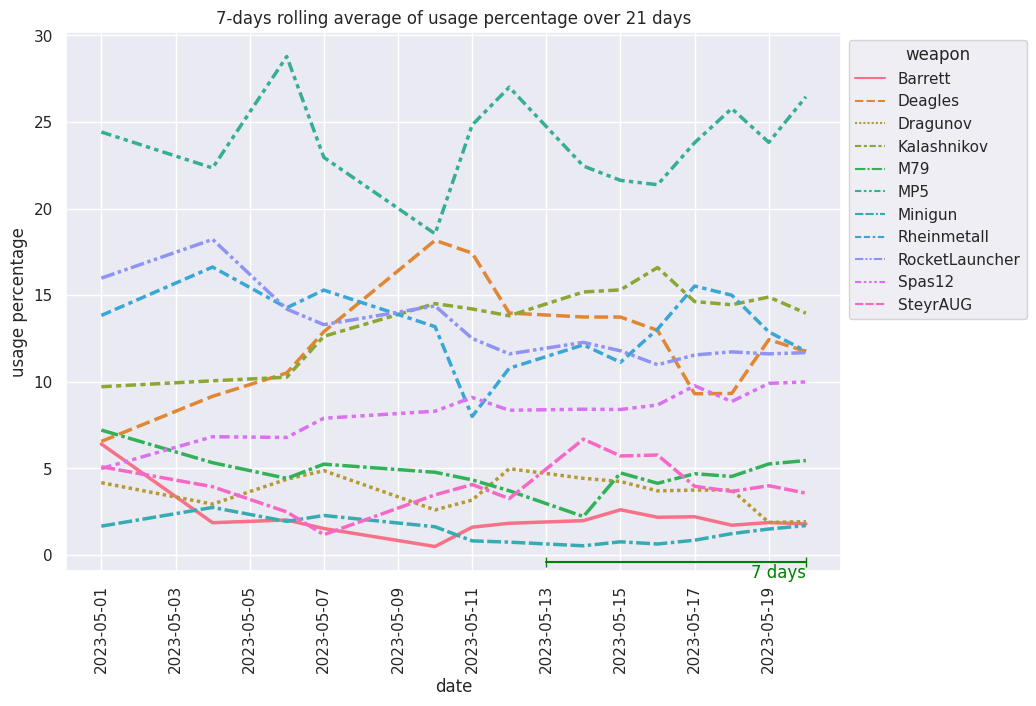 7-days rolling average of usage percentage over 21 days
30
25
20
15
10
5
0
usage percentage
7 days
2023-05-01
2023-05-03
2023-05-05
2023-05-07
2023-05-09
2023-05-11
2023-05-13
2023-05-15
2023-05-17
2023-05-19
date
weapon
Barrett
Deagles
Dragunov
Kalashnikov
M79
MP5
Minigun
Rheinmetall
RocketLauncher
Spas12
SteyrAUG